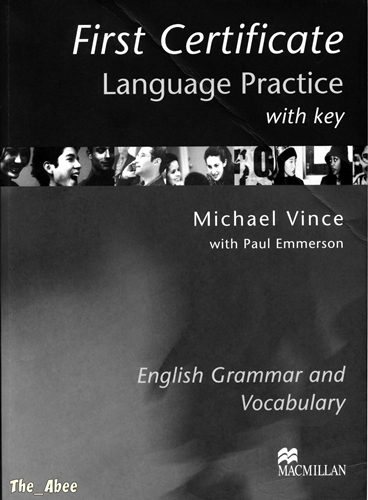 First Certificate
Language Practice
with key
Michael Vince
with Paul Emmerson
English Grammar and
Vocabulary
MACMILLAN
The_Abee